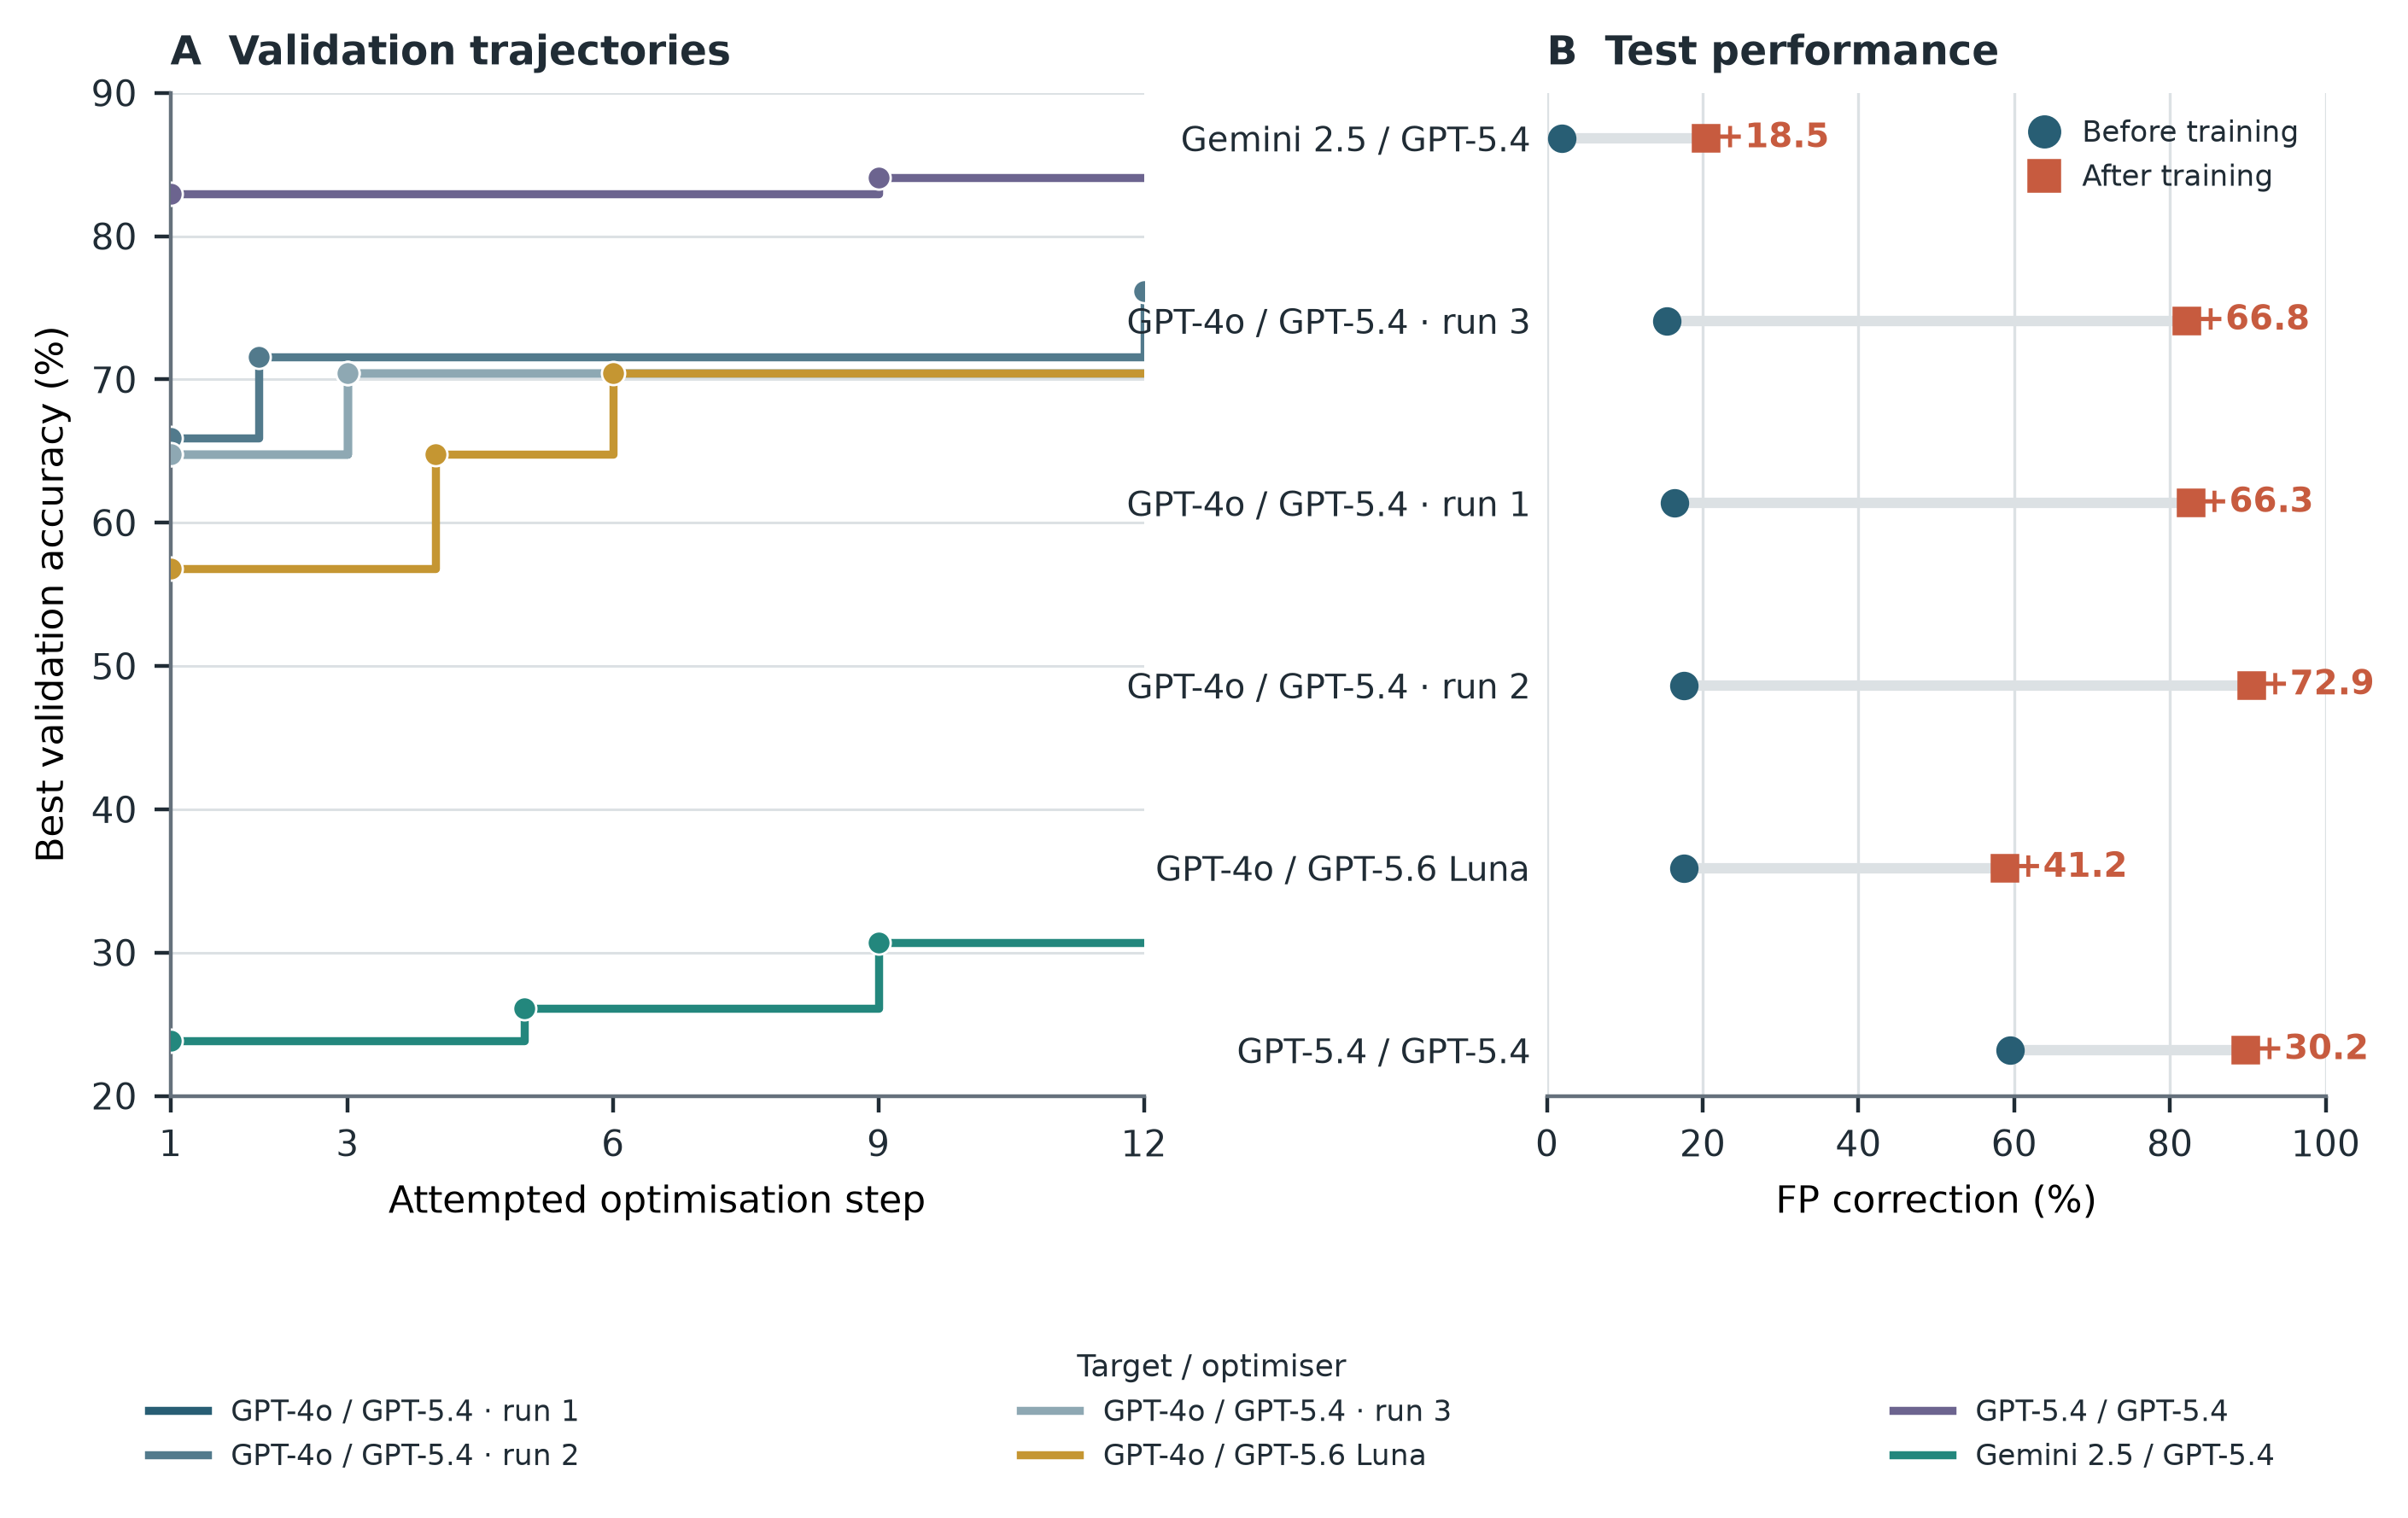 A Validation trajectories
90
80
70
60
50
40
30
20
Best validation accuracy (%)
1 3 6 9 12
Attempted optimisation step
B Test performance
Before training
After training
Gemini 2.5 / GPT-5.4 +18.5
GPT-4o / GPT-5.4 · run 3 +66.8
GPT-4o / GPT-5.4 · run 1 +66.3
GPT-4o / GPT-5.4 · run 2 +72.9
GPT-4o / GPT-5.6 Luna +41.2
GPT-5.4 / GPT-5.4 +30.2
0 20 40 60 80 100
FP correction (%)
Target / optimiser
GPT-4o / GPT-5.4 · run 1
GPT-4o / GPT-5.4 · run 2
GPT-4o / GPT-5.4 · run 3
GPT-4o / GPT-5.6 Luna
GPT-5.4 / GPT-5.4
Gemini 2.5 / GPT-5.4